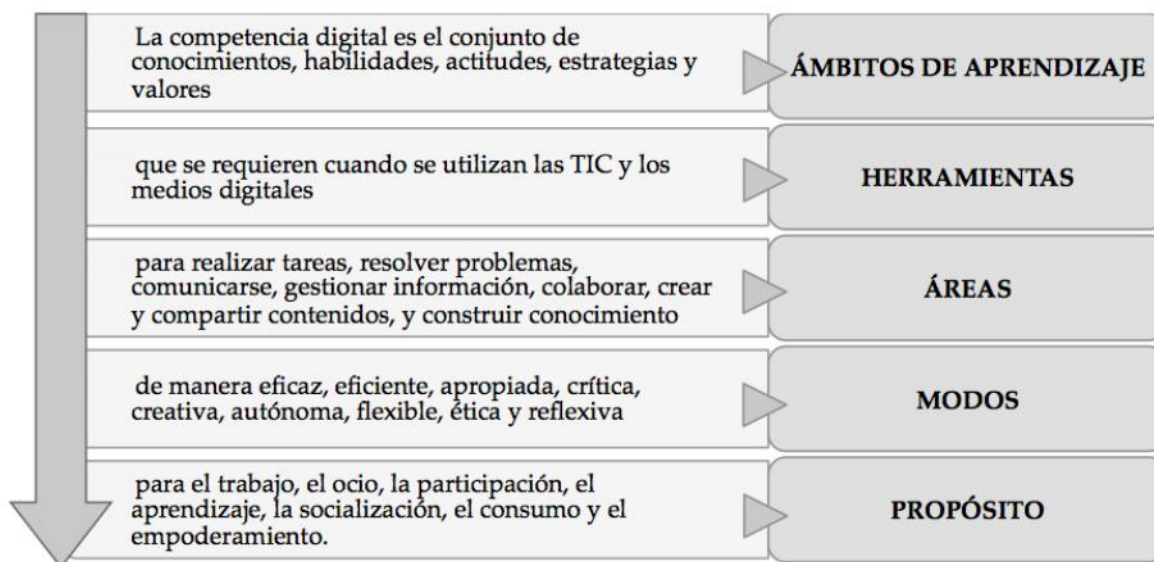 La competencia digital es el conjunto de
conocimientos, habilidades, actitudes, estrategias y
valores
ÁMBITOS DE APRENDIZAJE
que se requieren cuando se utilizan las TIC y los
medios digitales
HERRAMIENTAS
para realizar tareas, resolver problemas,
comunicarse, gestionar información, colaborar, crear
y compartir contenidos, y construir conocimiento
ÁREAS
de manera eficaz, eficiente, apropiada, crítica,
creativa, autónoma, flexible, ética y reflexiva
MODOS
para el trabajo, el ocio, la participación, el
aprendizaje, la socialización, el consumo y el
empoderamiento.
PROPÓSITO